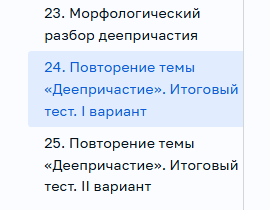 23. Морфологический
разбор деепричастия
24. Повторение темы
«Деепричастие». Итоговый
тест. I вариант
25. Повторение темы
«Деепричастие». Итоговый
тест. II вариант